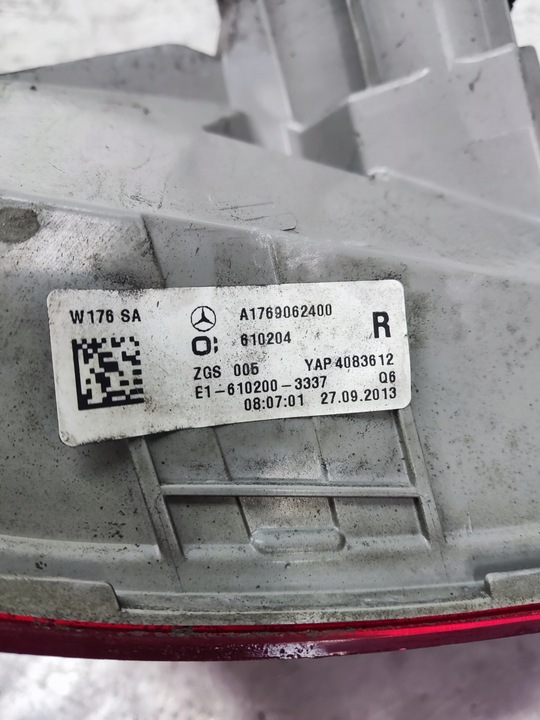 W176 SA A1769062400
610204 R
ZGS 005 YAP 4083612
E1-610200-3337 Q6
08:07:01 27.09.2013